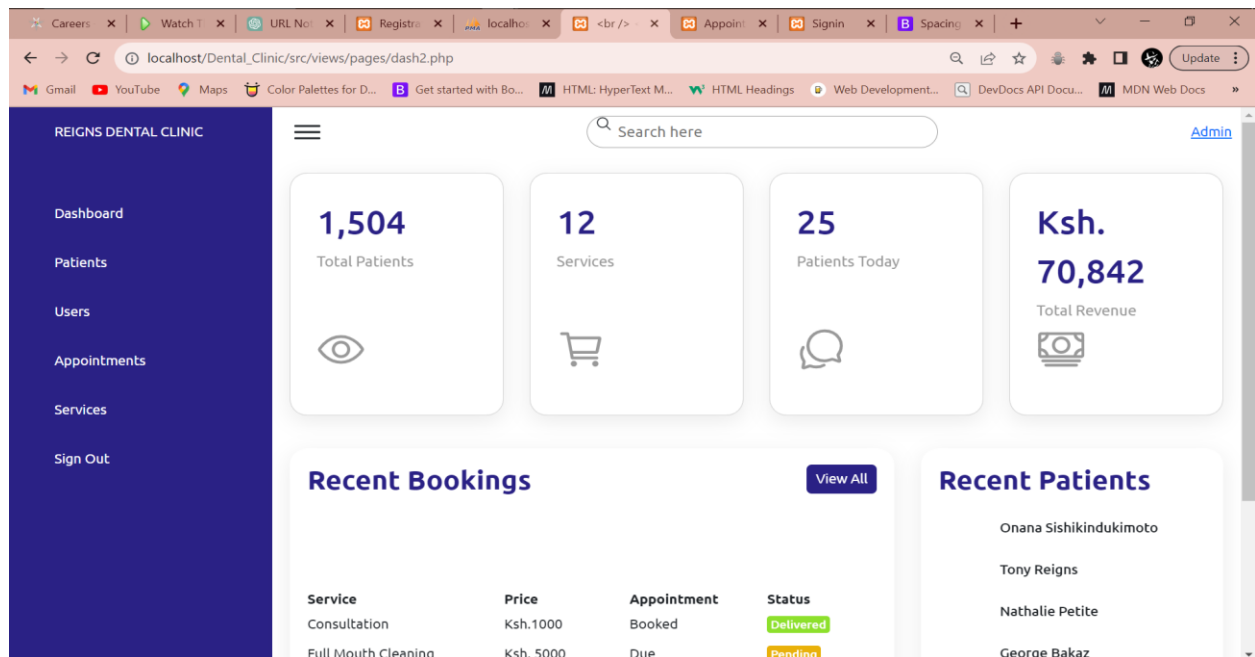 Careers
Watch T
URL Not
Registra
localhos
<br />
Appoint
Signin
Spacing
localhost/Dental_Clinic/src/views/pages/dash2.php
Update
Gmail
YouTube
Maps
Color Palettes for D...
Get started with Bo...
HTML: HyperText M...
HTML Headings
Web Development...
DevDocs API Docu...
MDN Web Docs
»
REIGNS DENTAL CLINIC
Search here
Admin
Dashboard
Patients
Users
Appointments
Services
Sign Out
1,504
Total Patients
12
Services
25
Patients Today
Ksh.
70,842
Total Revenue
Recent Bookings
View All
Service Price Appointment Status
Consultation Ksh.1000 Booked Delivered
Full Mouth Cleaning Ksh. 5000 Due Pending
Recent Patients
Onana Sishikindukimoto
Tony Reigns
Nathalie Petite
George Bakaz